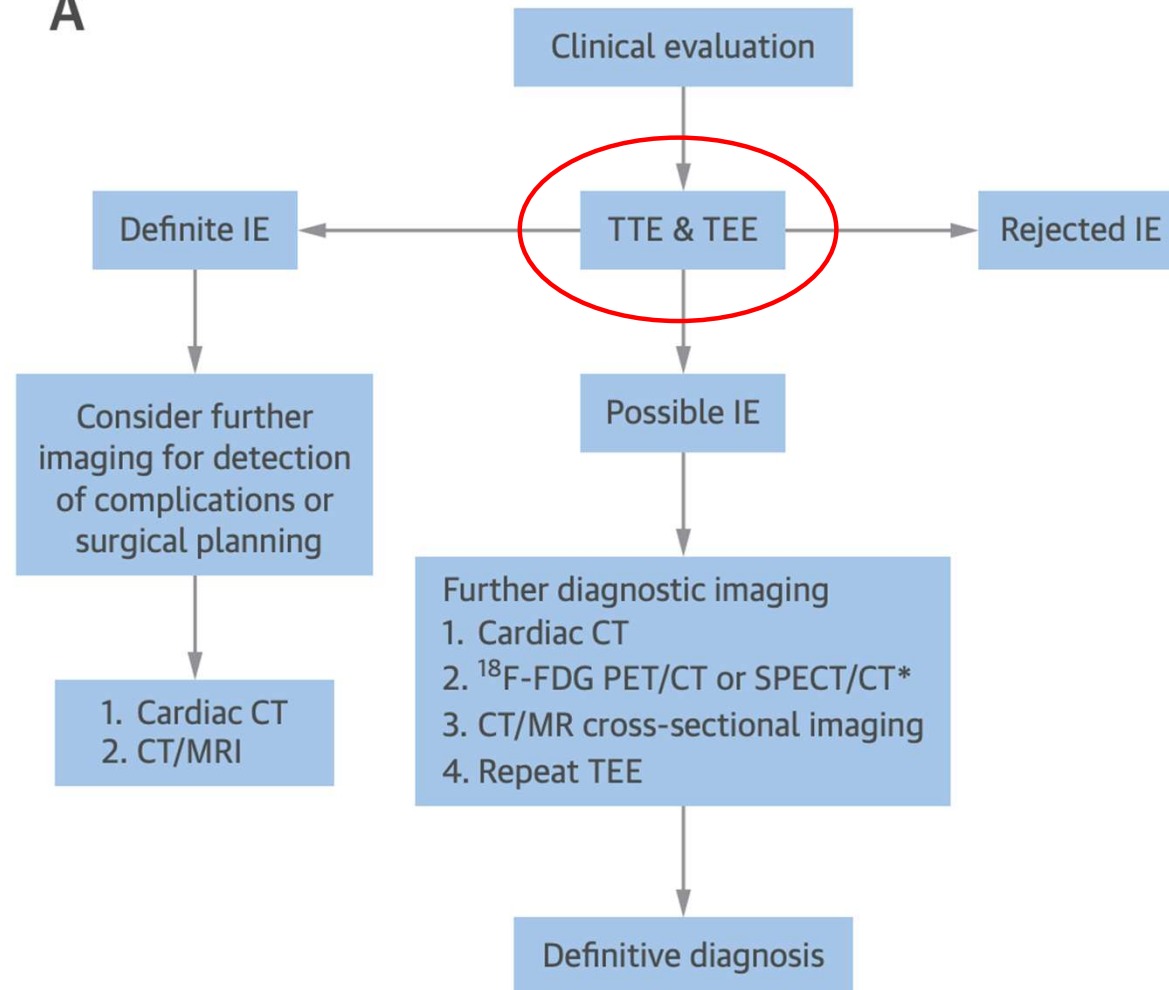 A
Clinical evaluation
Definite IE
TTE & TEE
Rejected IE
Consider further
imaging for detection
of complications or
surgical planning
Possible IE
Further diagnostic imaging
1. Cardiac CT
2. ¹⁸F-FDG PET/CT or SPECT/CT*
3. CT/MR cross-sectional imaging
4. Repeat TEE
1. Cardiac CT
2. CT/MRI
Definitive diagnosis